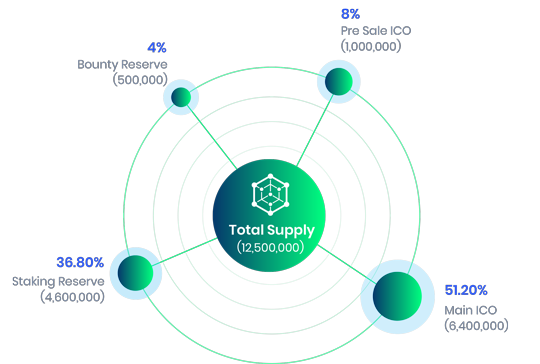 8%
Pre Sale ICO
(1,000,000)
4%
Bounty Reserve
(500,000)
Total Supply
(12,500,000)
36.80%
Staking Reserve
(4,600,000)
51.20%
Main ICO
(6,400,000)